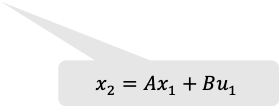 x₂ = Ax₁ + Bu₁